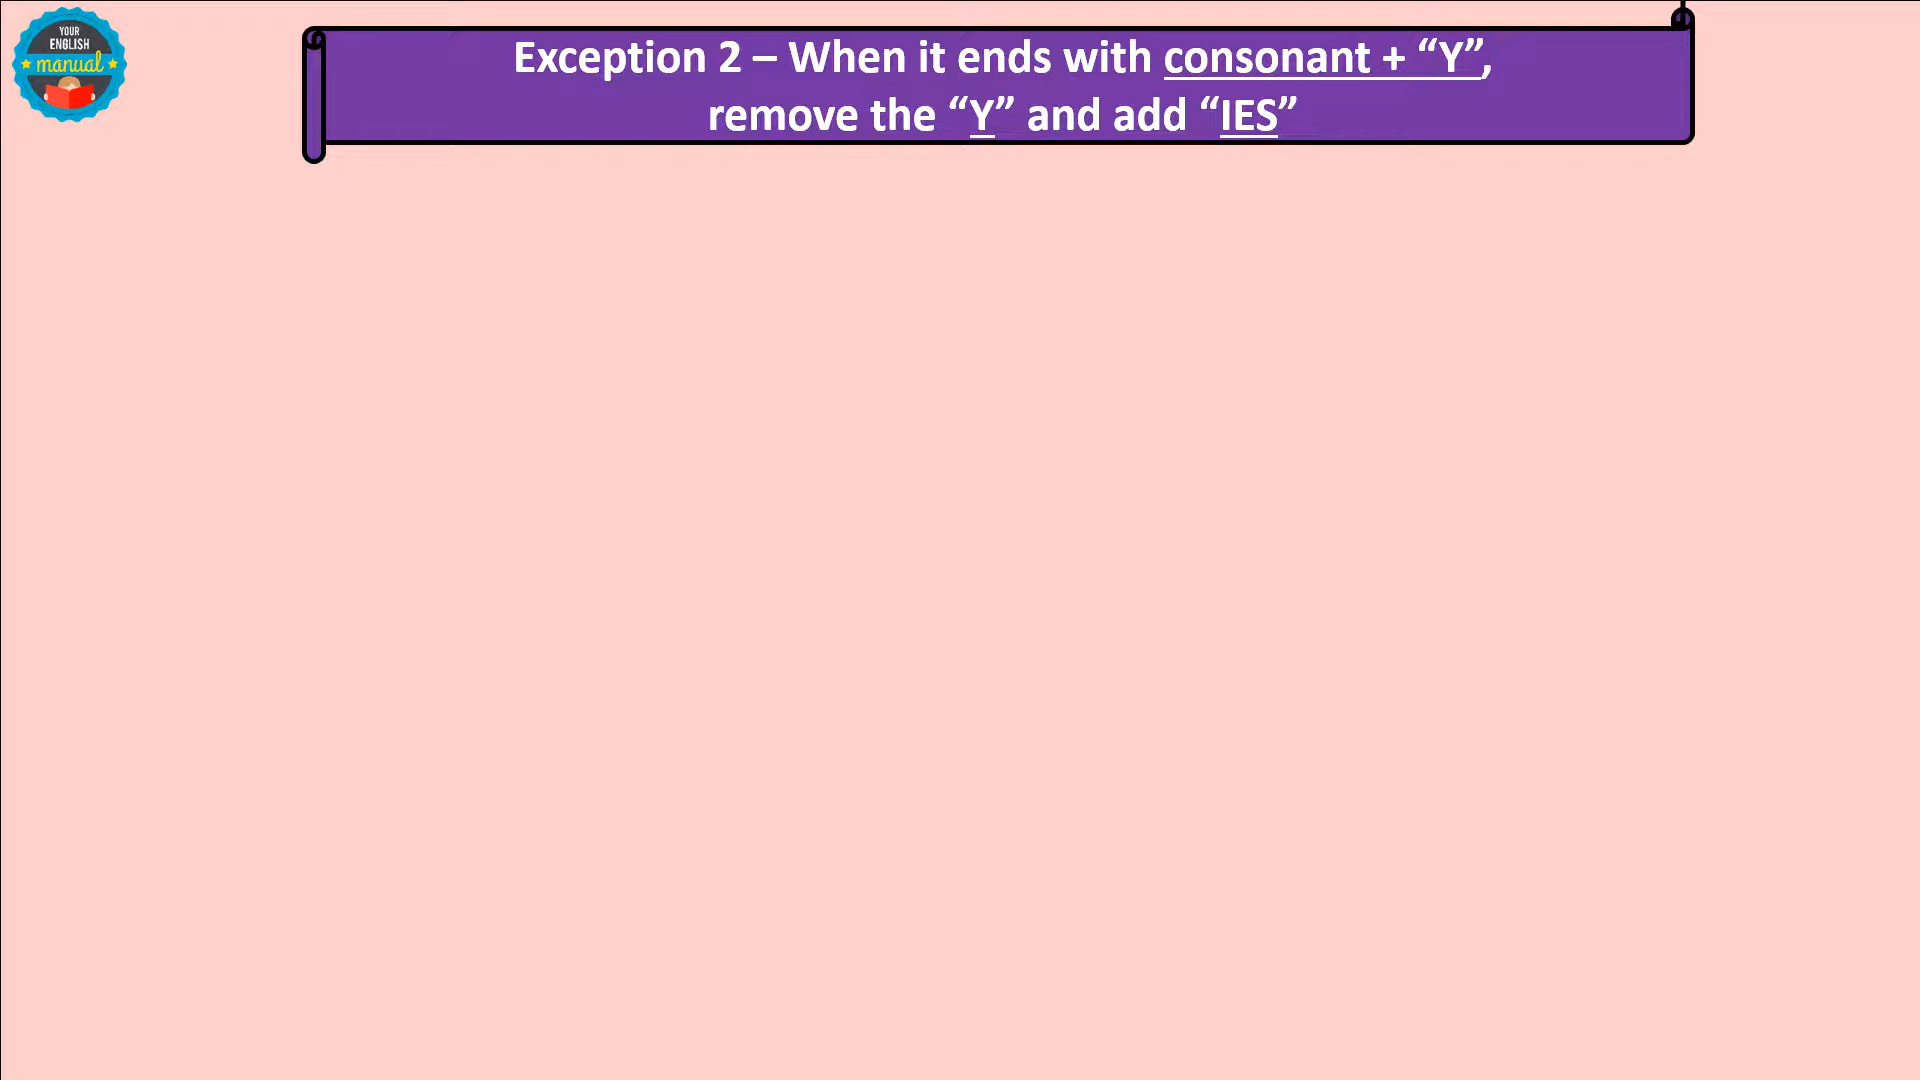 YOUR
ENGLISH
manual
Exception 2 – When it ends with consonant + “Y”,
remove the “Y” and add “IES”